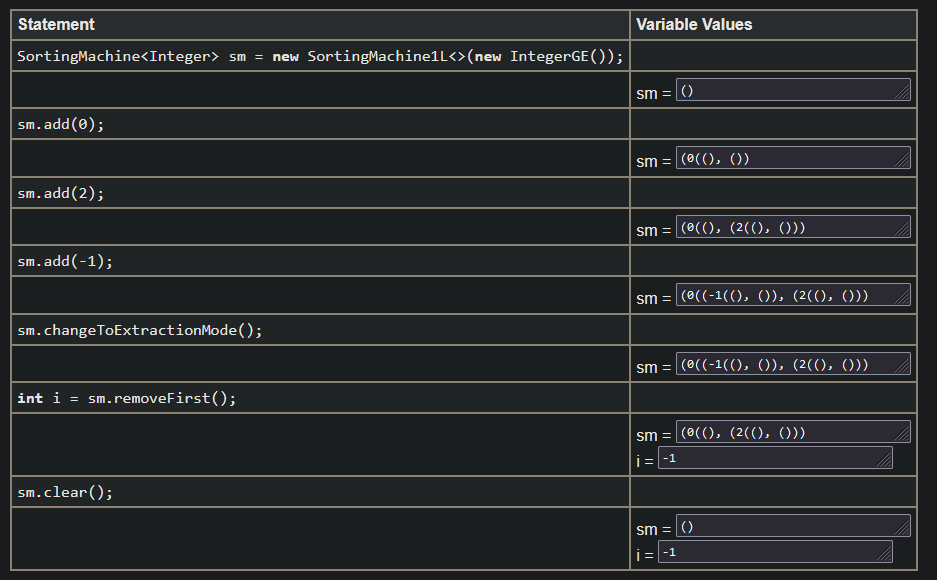 Statement Variable Values
SortingMachine<Integer> sm = new SortingMachine1L<>(new IntegerGE());
sm = ()
sm.add(0);
sm = (0((), ())
sm.add(2);
sm = (0((), (2((), ()))
sm.add(-1);
sm = (0((-1((), ()), (2((), ()))
sm.changeToExtractionMode();
sm = (0((-1((), ()), (2((), ()))
int i = sm.removeFirst();
sm = (0((), (2((), ()))
i = -1
sm.clear();
sm = ()
i = -1